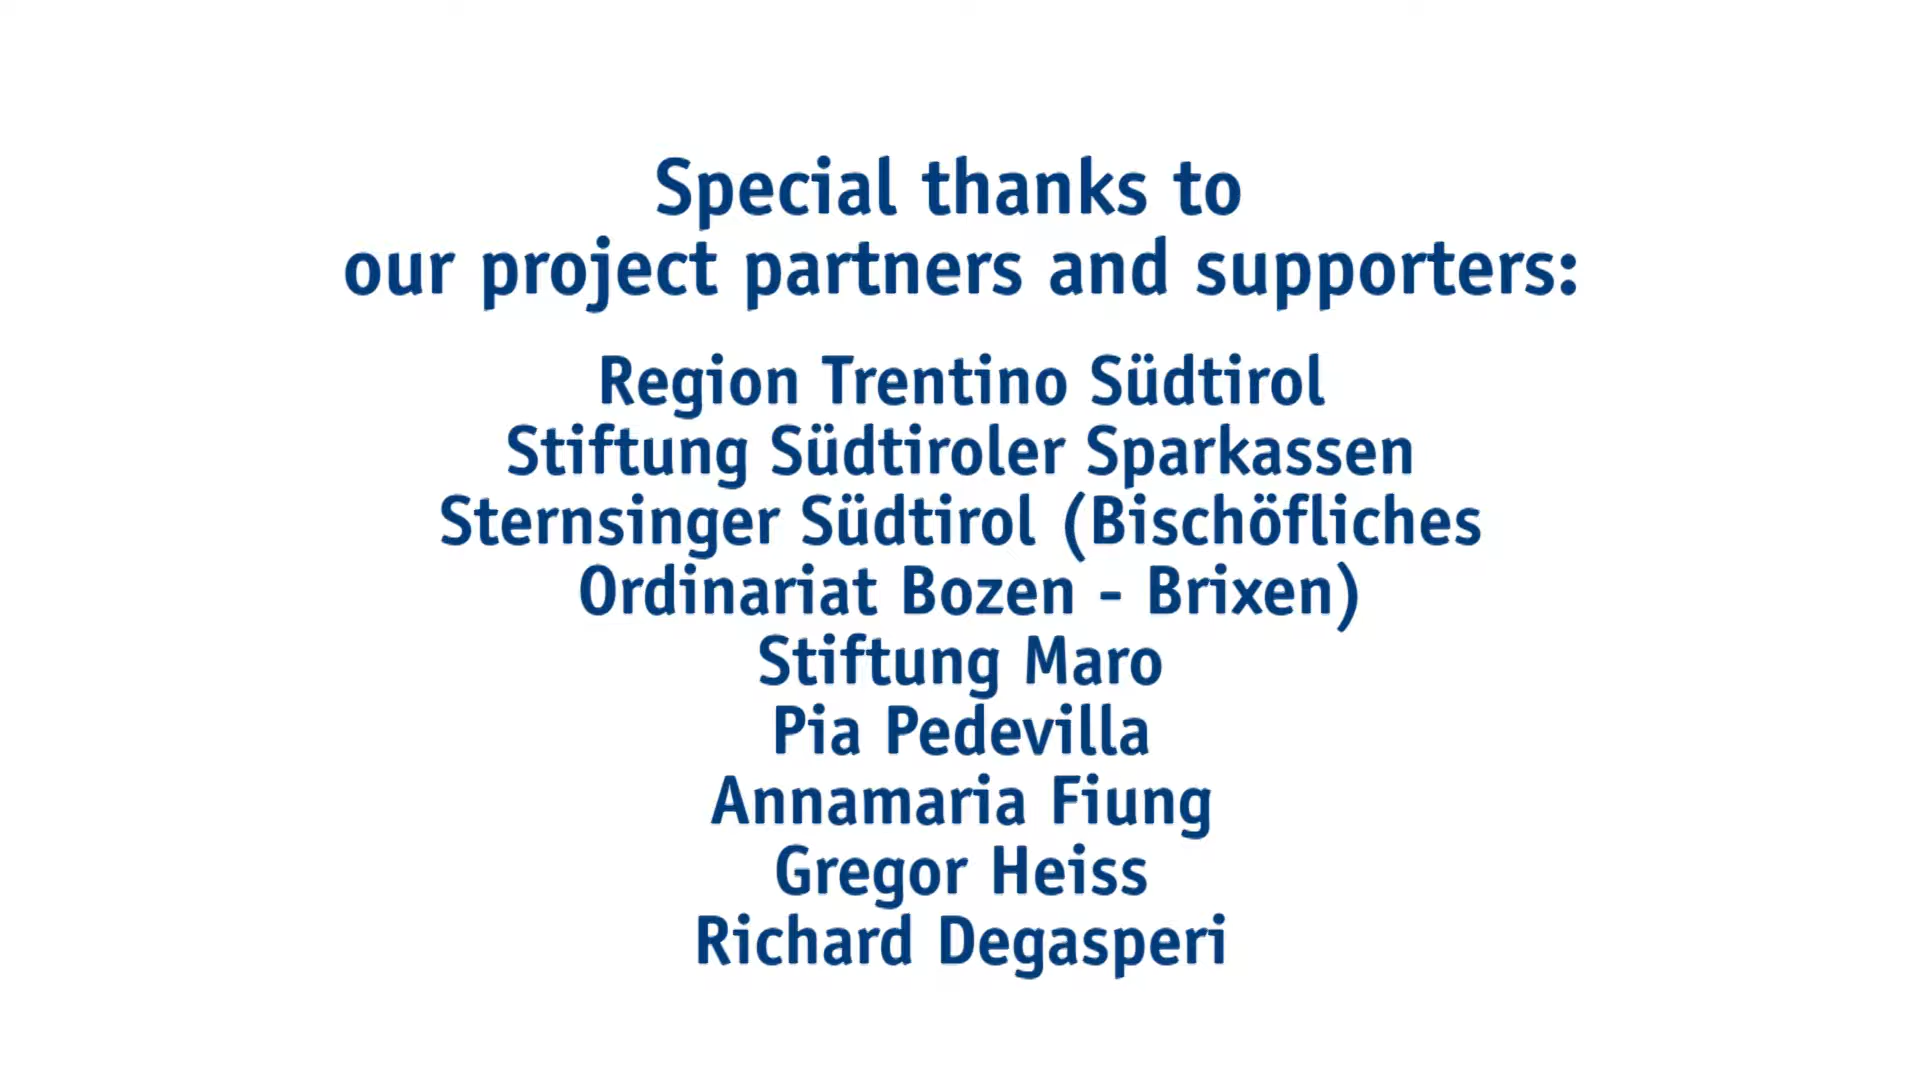 Special thanks to
our project partners and supporters:
Region Trentino Südtirol
Stiftung Südtiroler Sparkassen
Sternsinger Südtirol (Bischöfliches
Ordinariat Bozen - Brixen)
Stiftung Maro
Pia Pedevilla
Annamaria Fiung
Gregor Heiss
Richard Degasperi